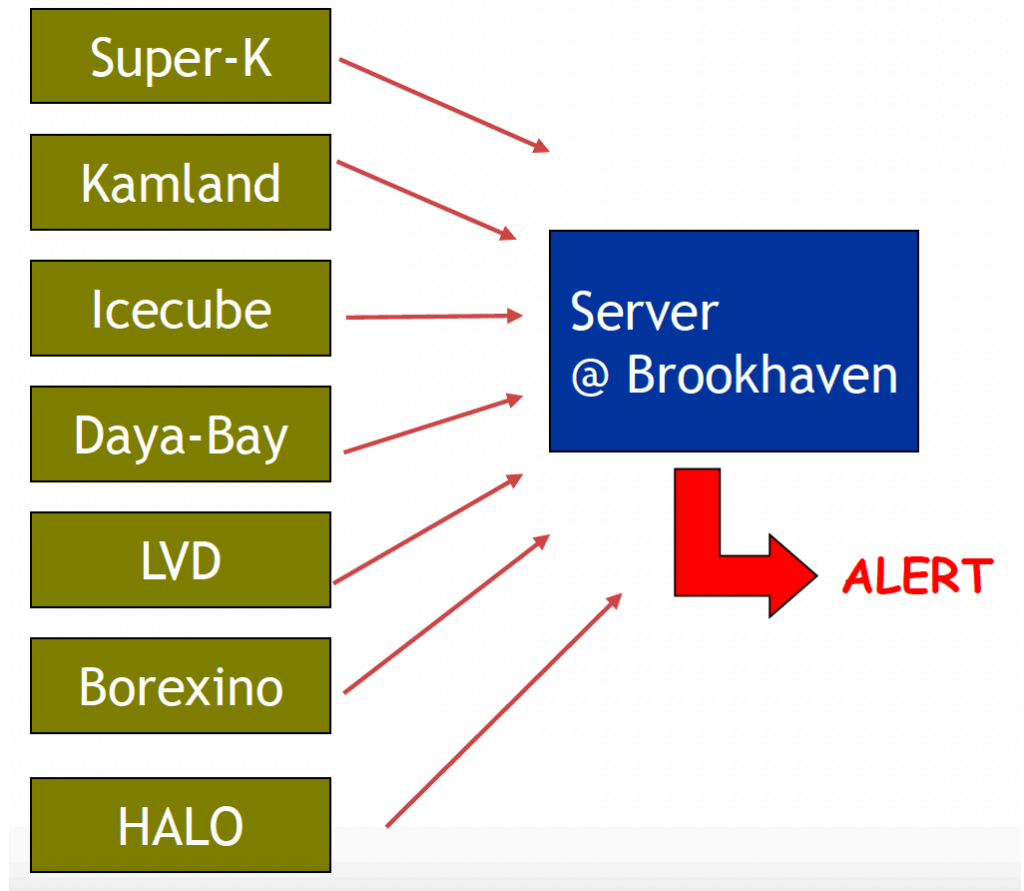 Super-K
Kamland
Icecube
Daya-Bay
LVD
Borexino
HALO
Server
@ Brookhaven
ALERT